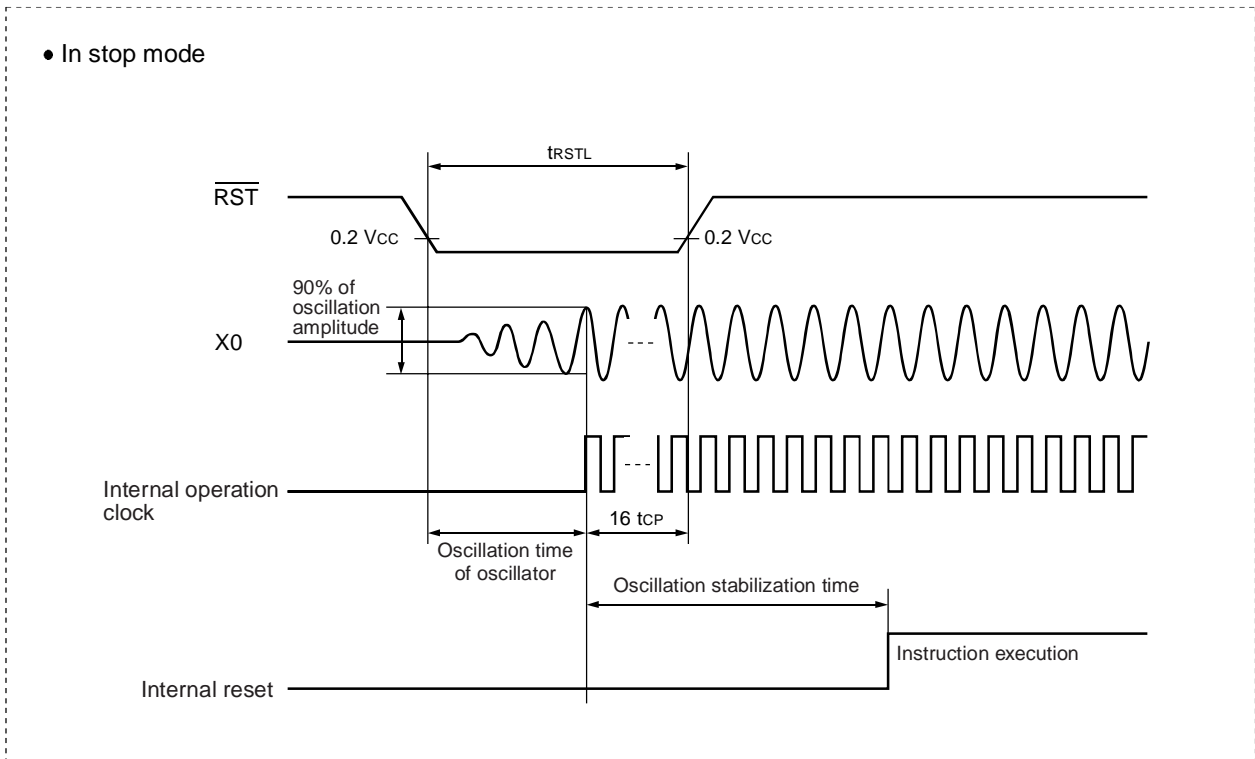 ● In stop mode
tRSTL
RST
0.2 VCC
0.2 VCC
90% of
oscillation
amplitude
X0
Internal operation
clock
16 tCP
Oscillation time
of oscillator
Oscillation stabilization time
Instruction execution
Internal reset